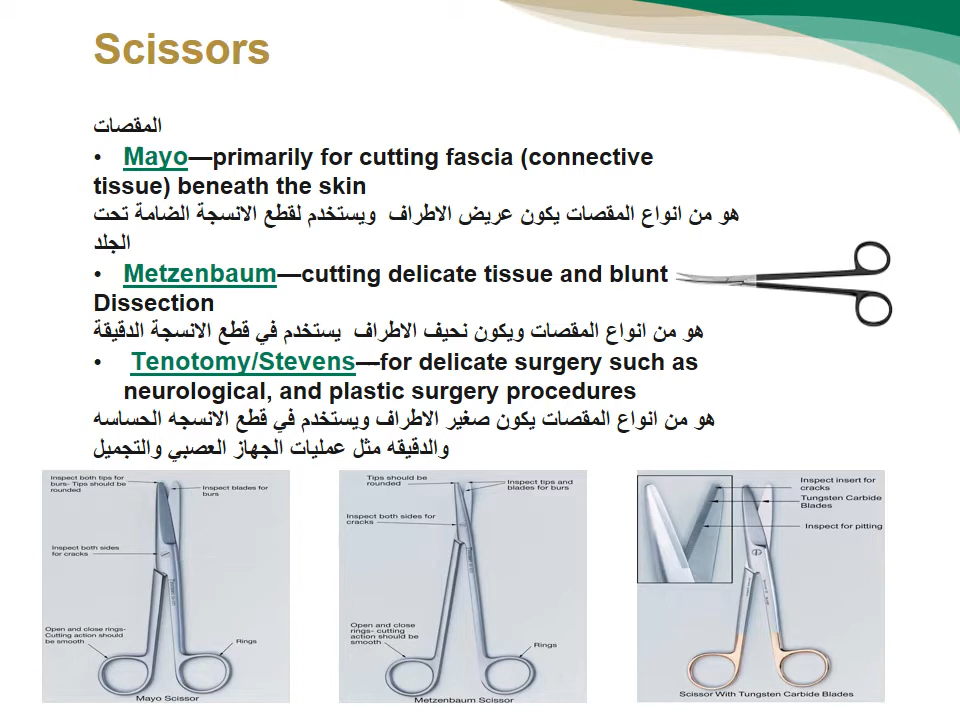 Scissors
المقصات
• Mayo—primarily for cutting fascia (connective
tissue) beneath the skin
هو من انواع المقصات يكون عريض الاطراف ويستخدم لقطع الانسجة الضامة تحت
الجلد
• Metzenbaum—cutting delicate tissue and blunt
Dissection
هو من انواع المقصات ويكون نحيف الاطراف يستخدم في قطع الانسجة الدقيقة
• Tenotomy/Stevens—for delicate surgery such as
neurological, and plastic surgery procedures
هو من انواع المقصات يكون صغير الاطراف ويستخدم في قطع الانسجه الحساسه
والدقيقه مثل عمليات الجهاز العصبي والتجميل
Inspect both tips for
burs- Tips should be
rounded
Inspect blades for
burs
Inspect both sides
for cracks
Open and close rings-
Cutting action should
be smooth
Rings
Mayo Scissor
Tips should be
rounded
Inspect tips and
blades for burs
Inspect both sides for
cracks
Open and close
rings- cutting
action should be
smooth
Rings
Metzenbaum Scissor
Inspect insert for
cracks
Tungsten Carbide
Blades
Inspect for pitting
Scissor With Tungsten Carbide Blades